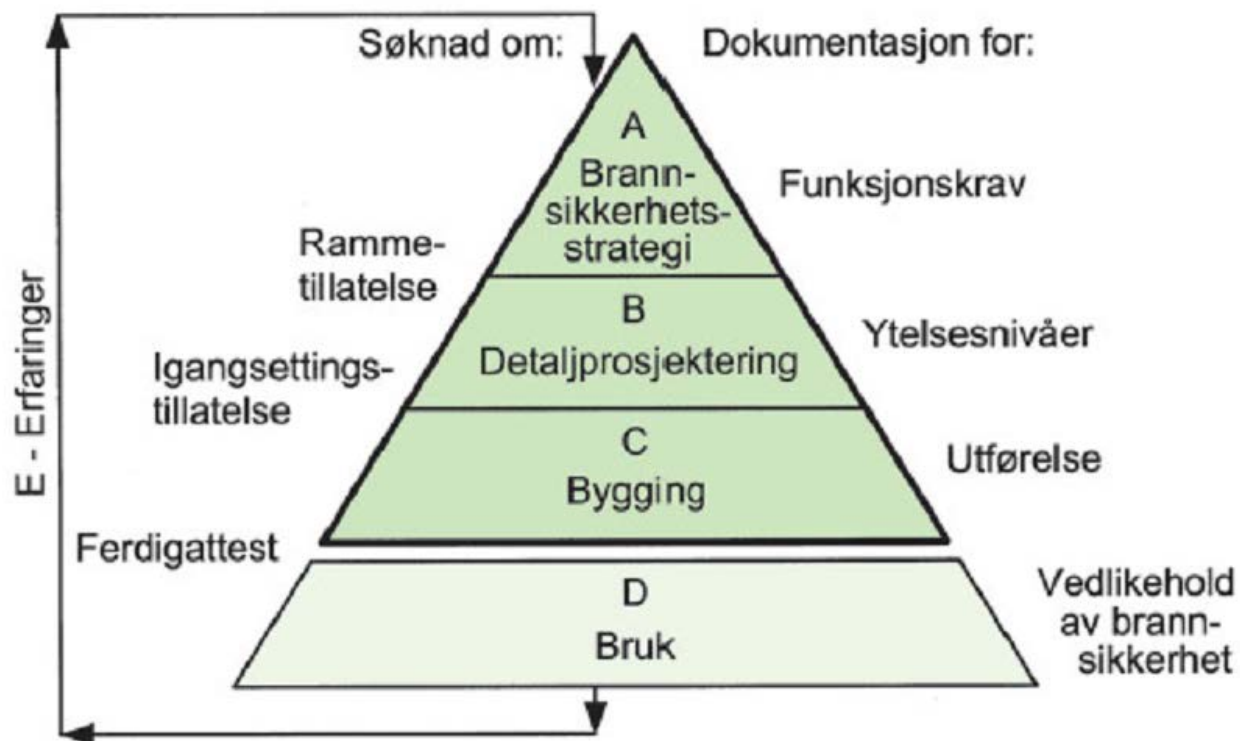 Søknad om:
Dokumentasjon for:
A
Brann-
sikkerhets-
strategi
Funksjonskrav
Ramme-
tillatelse
B
Detaljprosjektering
Ytelsesnivåer
Igangsettings-
tillatelse
C
Bygging
Utførelse
Ferdigattest
D
Bruk
Vedlikehold
av brann-
sikkerhet
E - Erfaringer